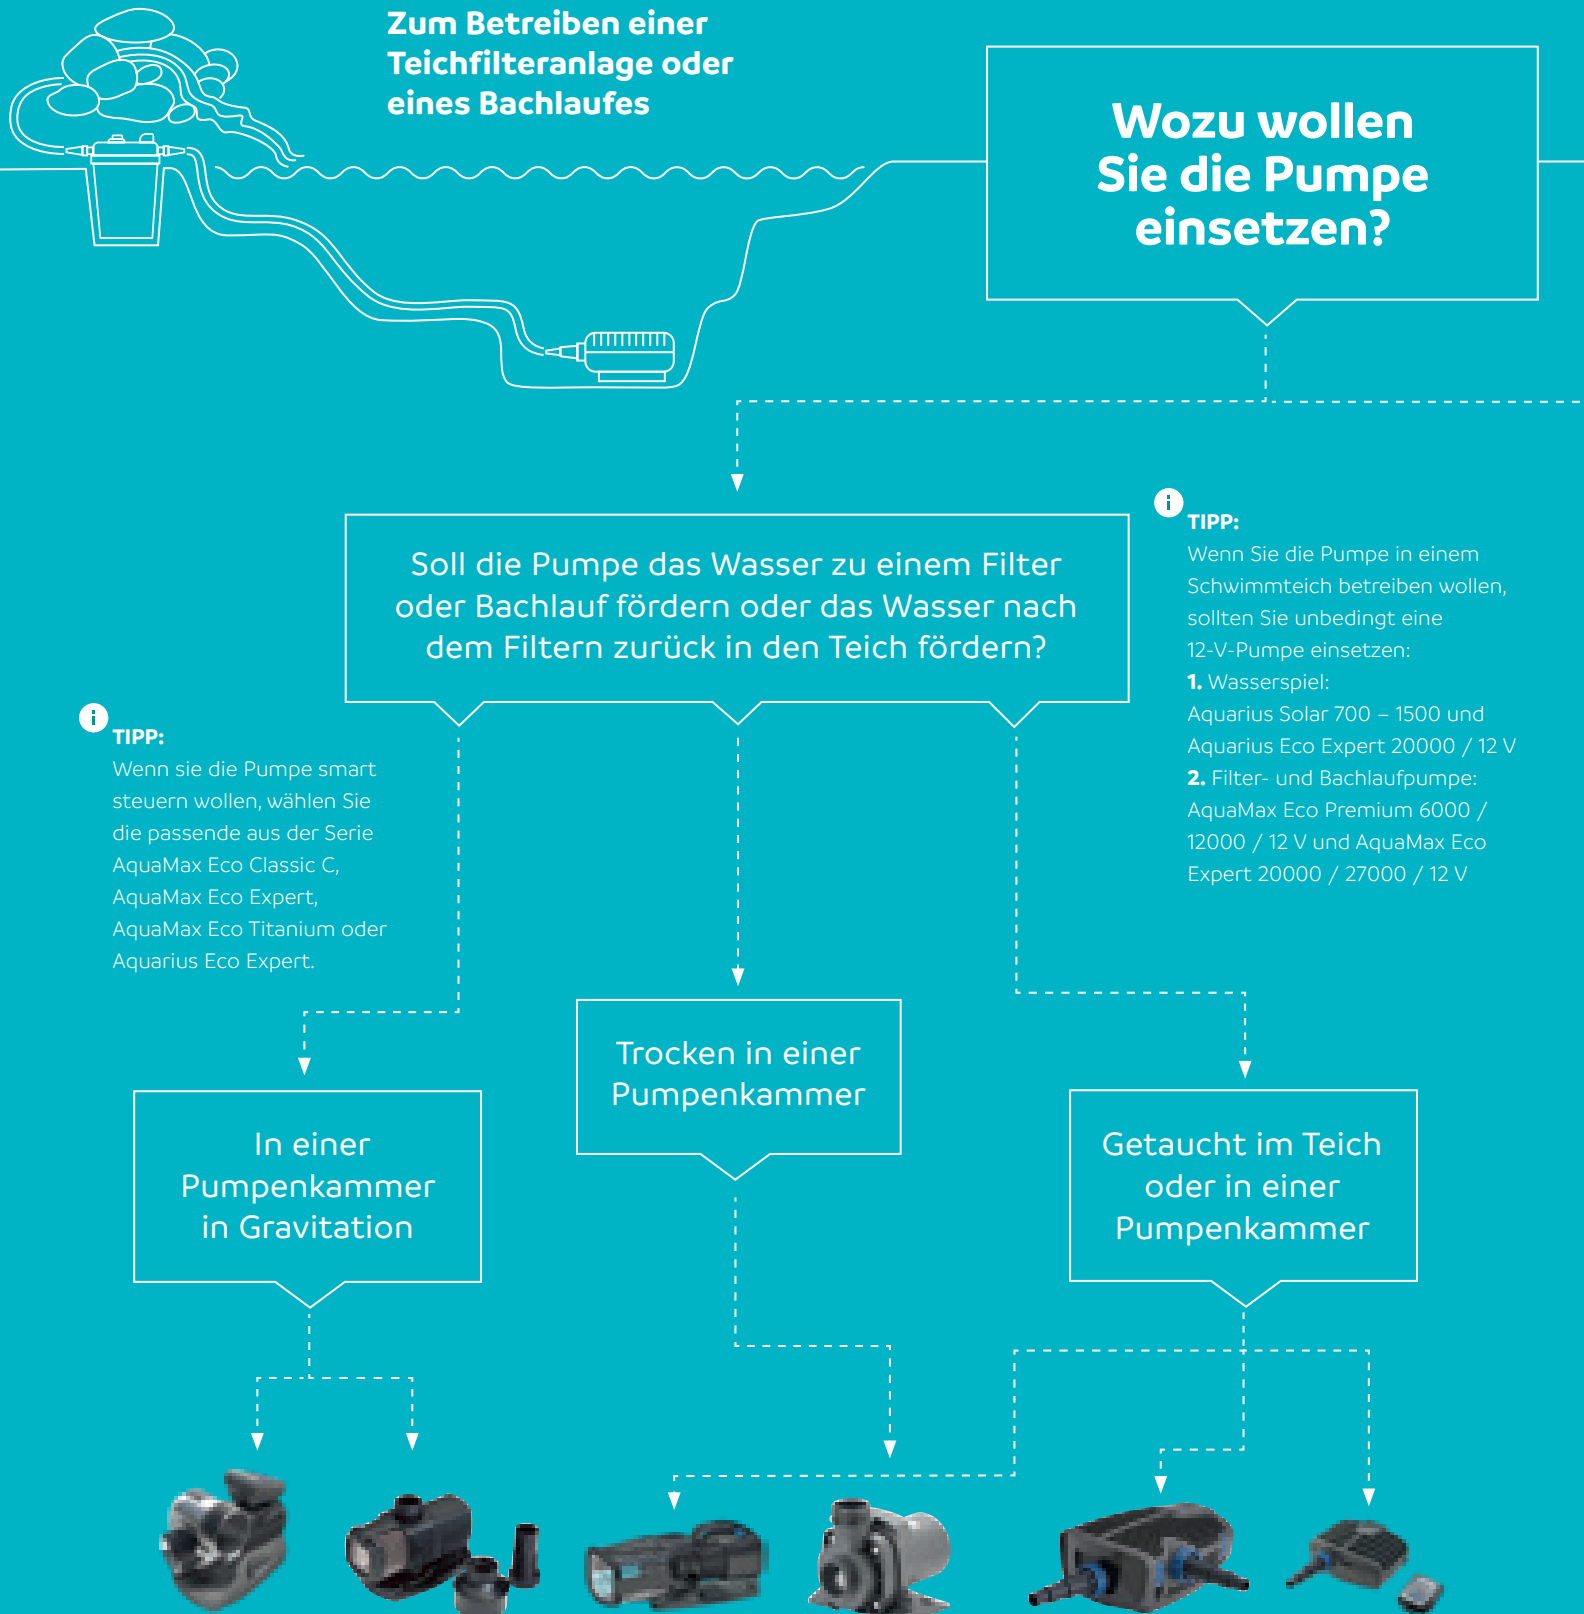 Zum Betreiben einer
Teichfilteranlage oder
eines Bachlaufes
Wozu wollen
Sie die Pumpe
einsetzen?
Soll die Pumpe das Wasser zu einem Filter
oder Bachlauf fördern oder das Wasser nach
dem Filtern zurück in den Teich fördern?
i
TIPP:
Wenn Sie die Pumpe in einem
Schwimmteich betreiben wollen,
sollten Sie unbedingt eine
12-V-Pumpe einsetzen:
1. Wasserspiel:
Aquarius Solar 700 – 1500 und
Aquarius Eco Expert 20000 / 12 V
2. Filter- und Bachlaufpumpe:
AquaMax Eco Premium 6000 /
12000 / 12 V und AquaMax Eco
Expert 20000 / 27000 / 12 V
i
TIPP:
Wenn sie die Pumpe smart
steuern wollen, wählen Sie
die passende aus der Serie
AquaMax Eco Classic C,
AquaMax Eco Expert,
AquaMax Eco Titanium oder
Aquarius Eco Expert.
In einer
Pumpenkammer
in Gravitation
Trocken in einer
Pumpenkammer
Getaucht im Teich
oder in einer
Pumpenkammer